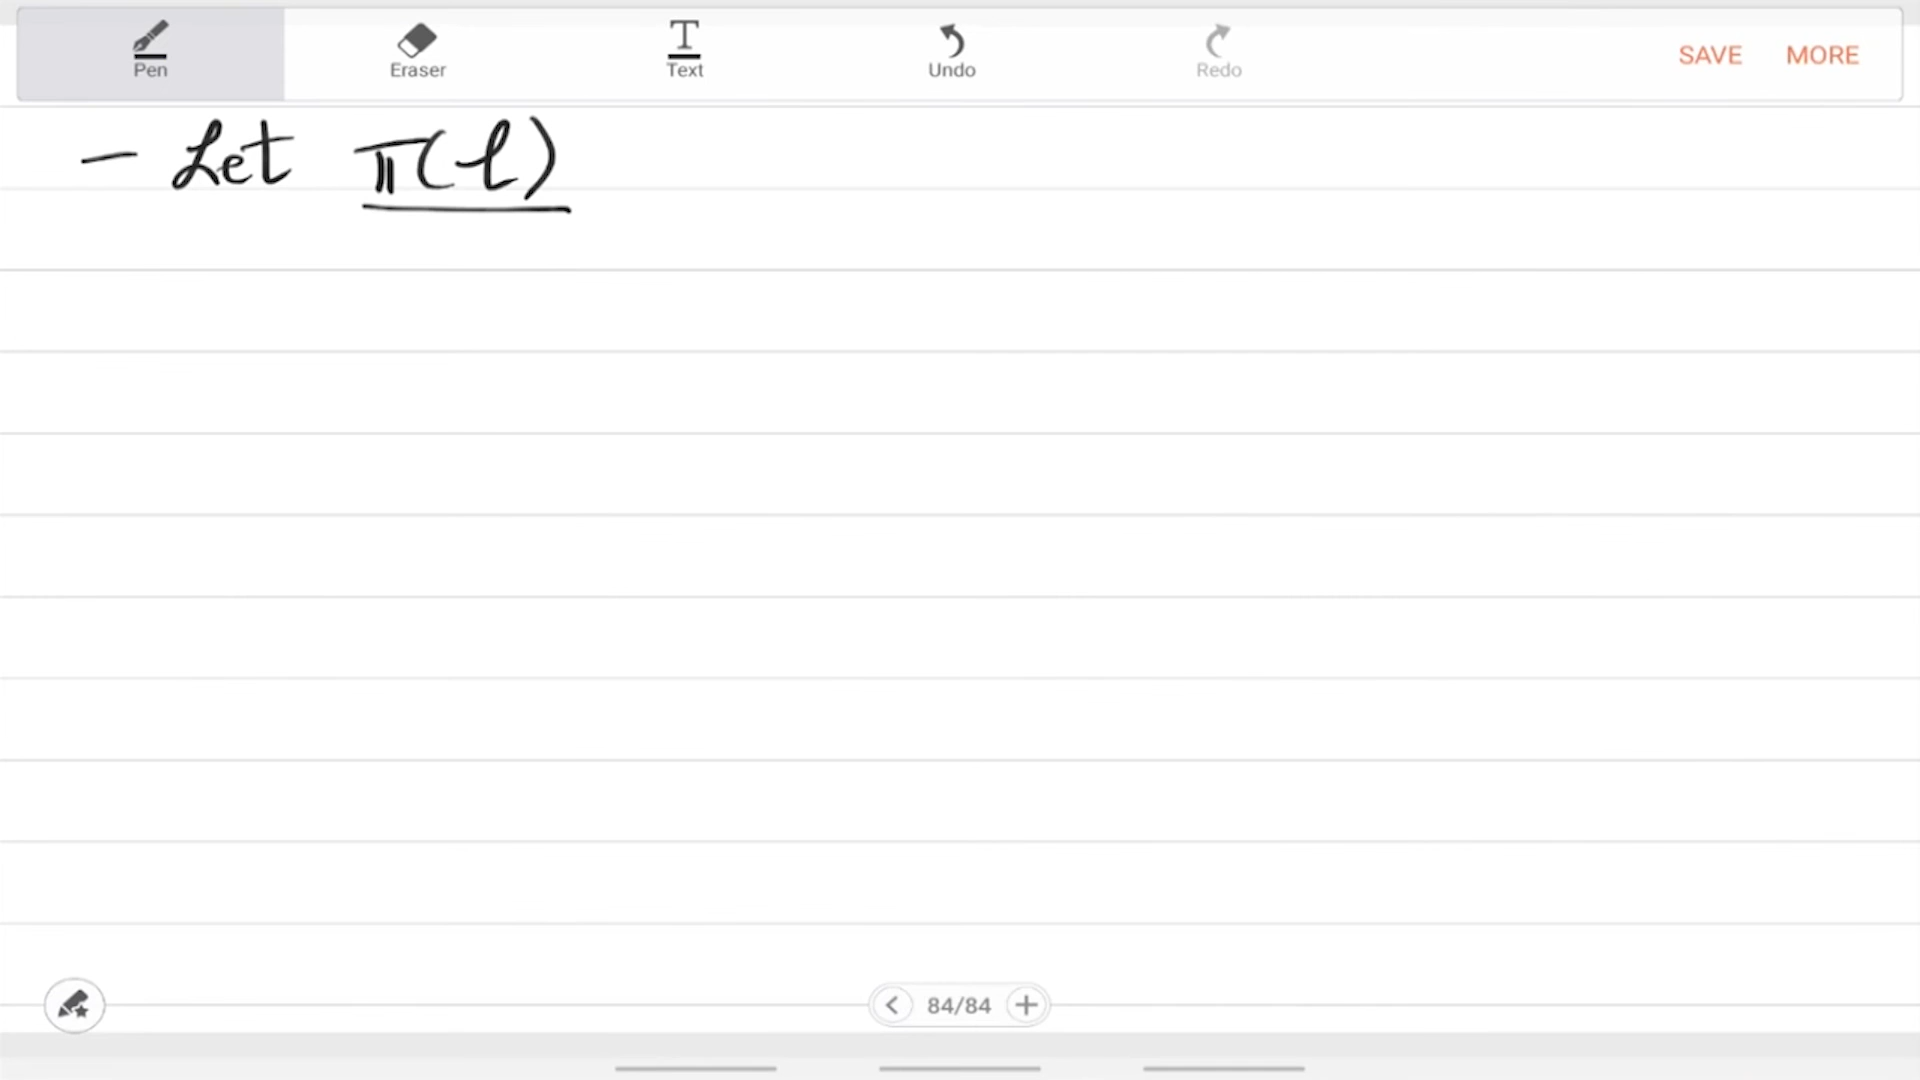 Pen Eraser Text Undo Redo SAVE MORE
- Let π(t)
84/84